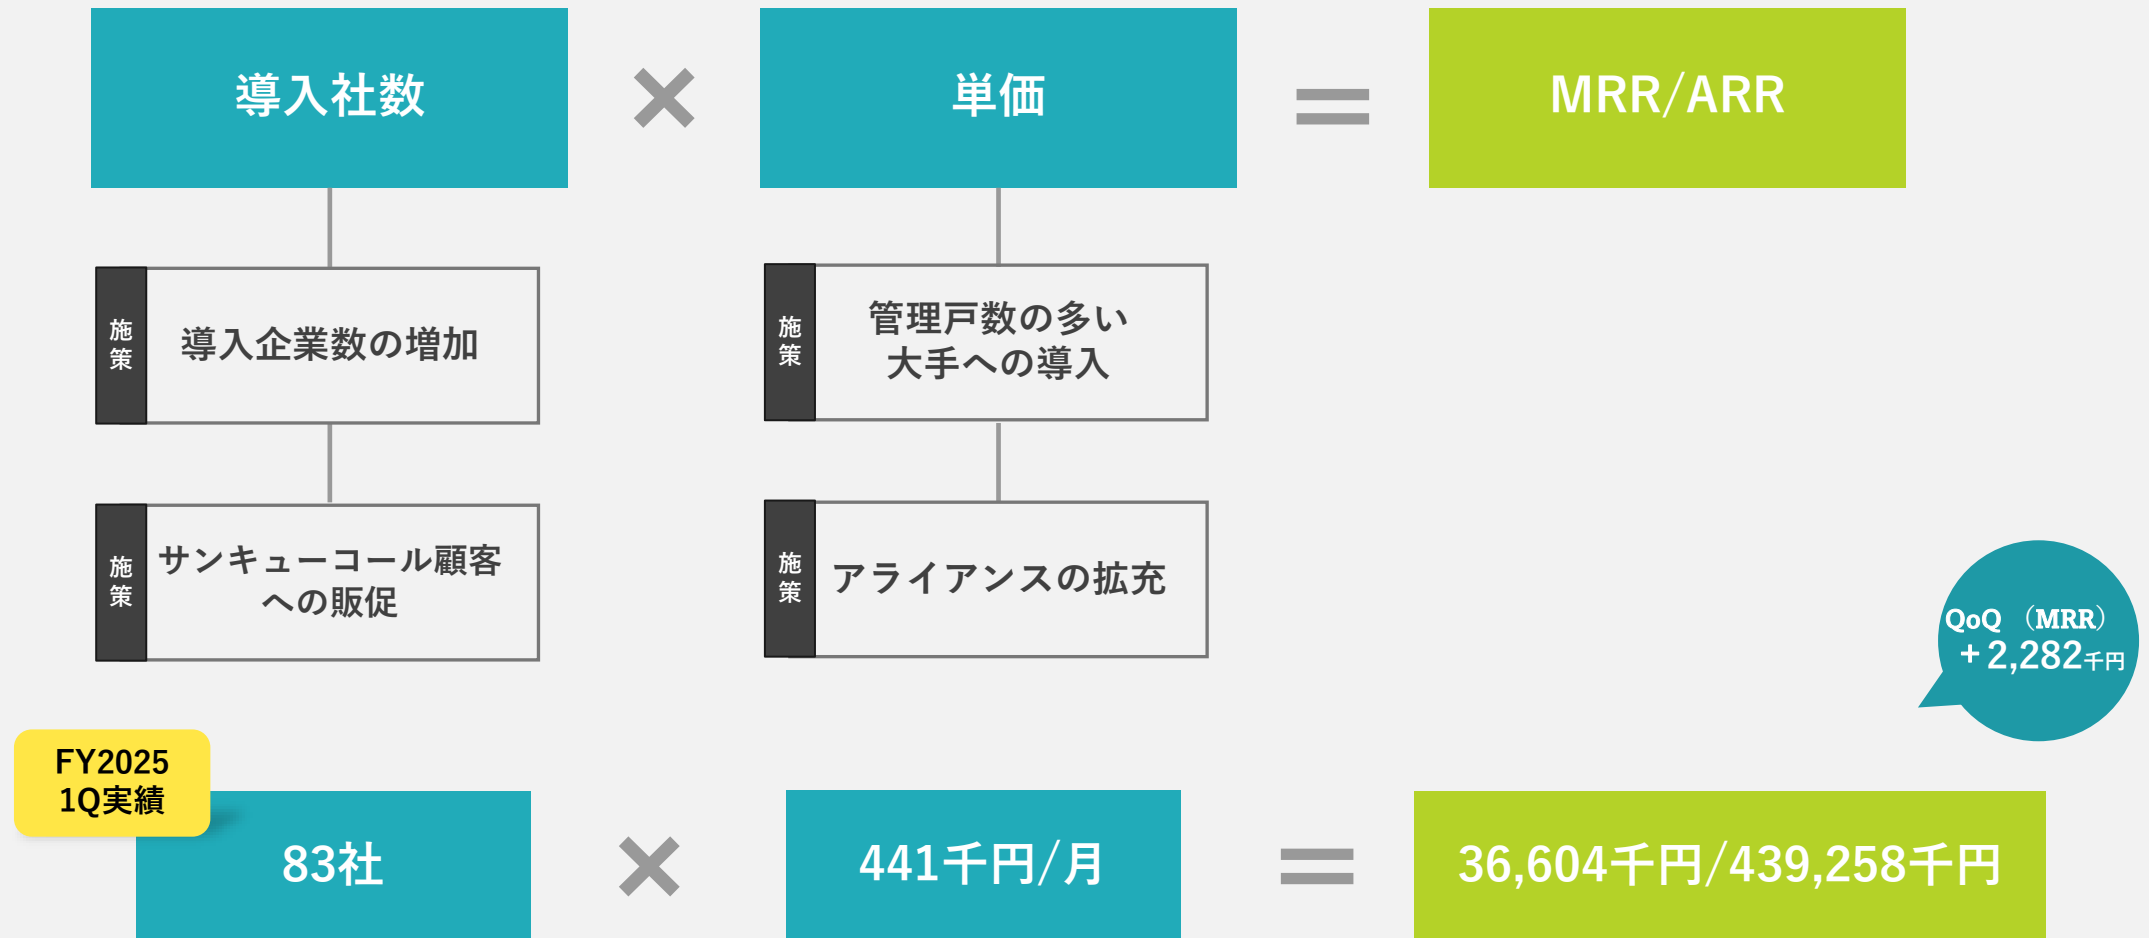 導入社数
×
単価
=
MRR/ARR
施策
導入企業数の増加
施策
管理戸数の多い
大手への導入
施策
サンキューコール顧客
への販促
施策
アライアンスの拡充
QoQ （MRR）
+ 2,282千円
FY2025
1Q実績
83社
×
441千円/月
=
36,604千円/439,258千円